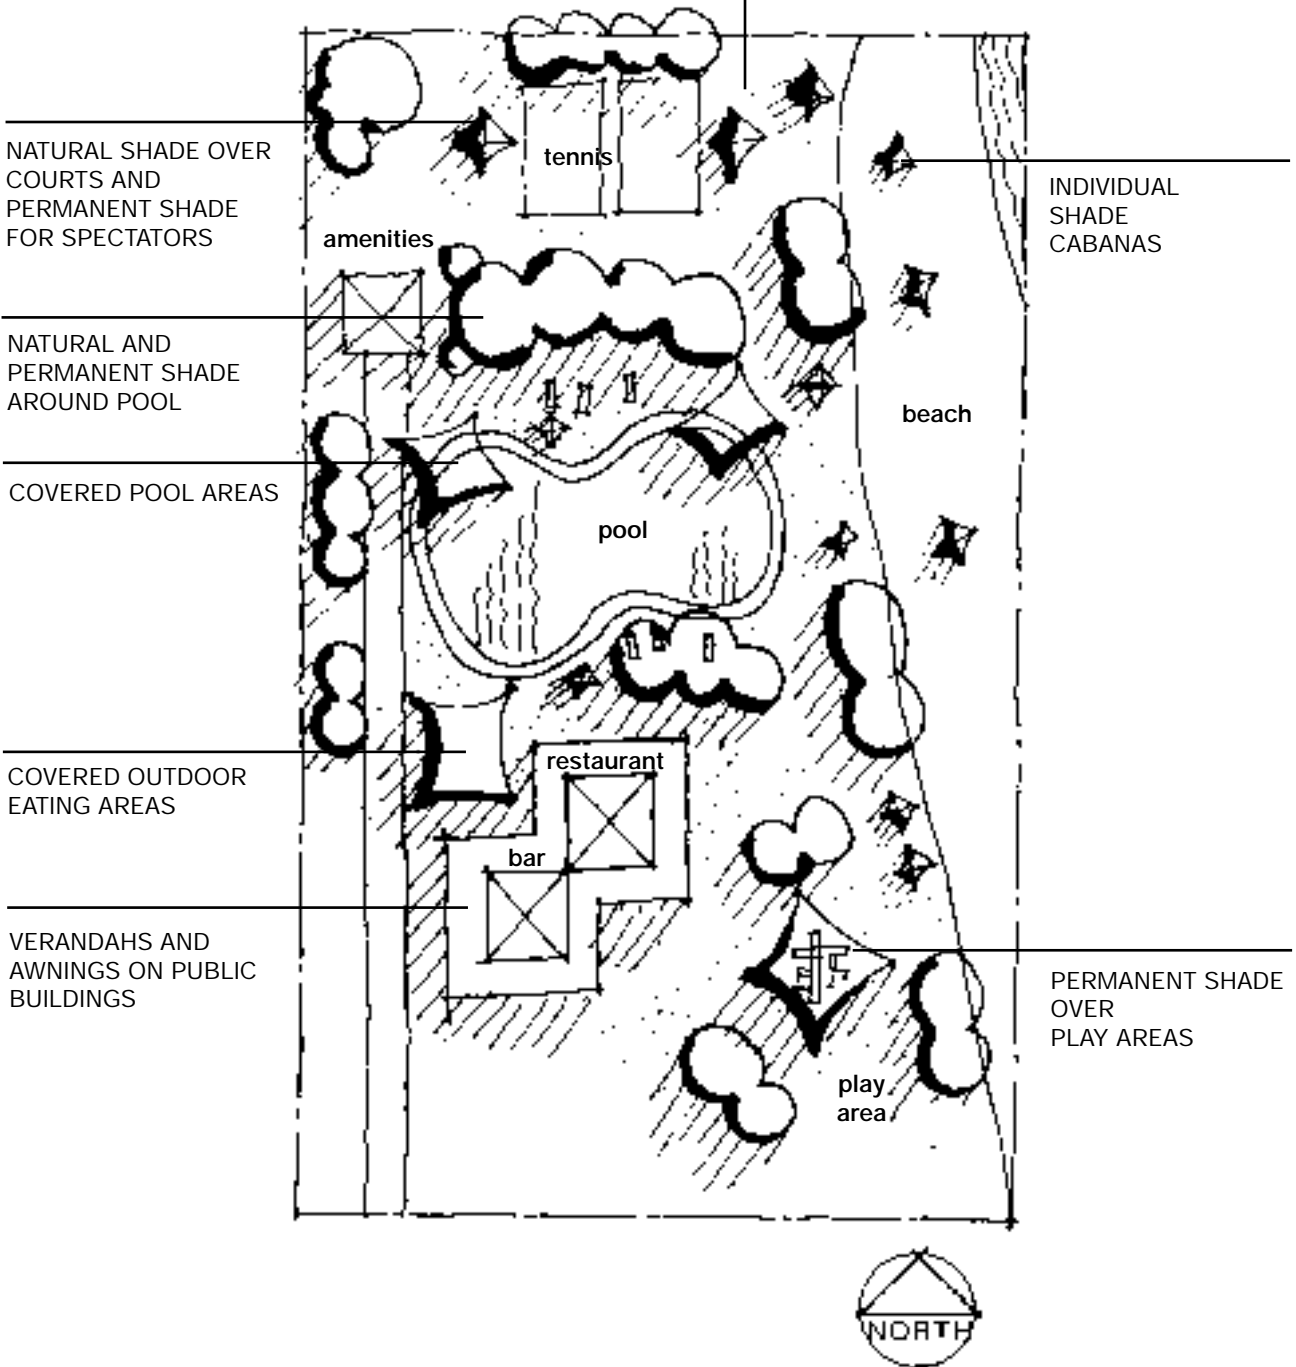 tennis
NATURAL SHADE OVER
COURTS AND
PERMANENT SHADE
FOR SPECTATORS
INDIVIDUAL
SHADE
CABANAS
amenities
NATURAL AND
PERMANENT SHADE
AROUND POOL
beach
COVERED POOL AREAS
pool
restaurant
COVERED OUTDOOR
EATING AREAS
bar
VERANDAHS AND
AWNINGS ON PUBLIC
BUILDINGS
PERMANENT SHADE
OVER
PLAY AREAS
play
area
NORTH